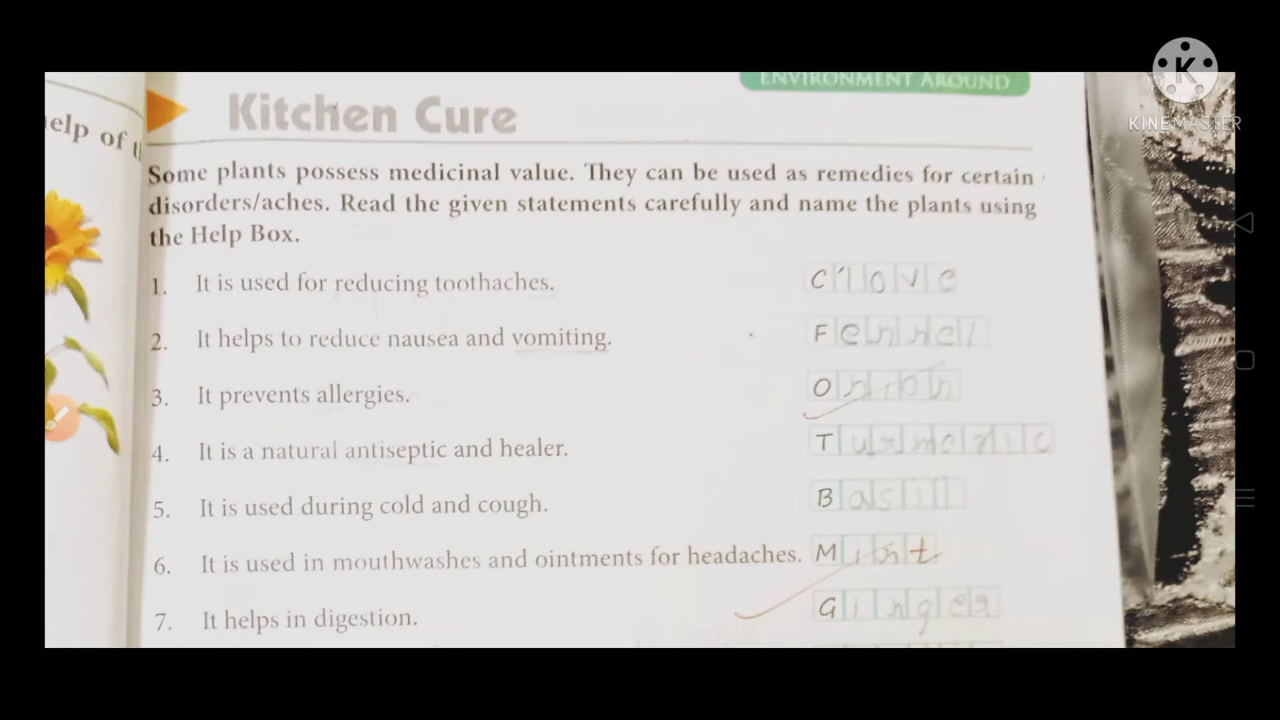 ENVIRONMENT AROUND
KINEMASTER
elp of t
Kitchen Cure
Some plants possess medicinal value. They can be used as remedies for certain
disorders/aches. Read the given statements carefully and name the plants using
the Help Box.
1. It is used for reducing toothaches. Clove
2. It helps to reduce nausea and vomiting. Fennel
3. It prevents allergies. Onion
4. It is a natural antiseptic and healer. Turmeric
5. It is used during cold and cough. Basil
6. It is used in mouthwashes and ointments for headaches. Mint
7. It helps in digestion. Ginger